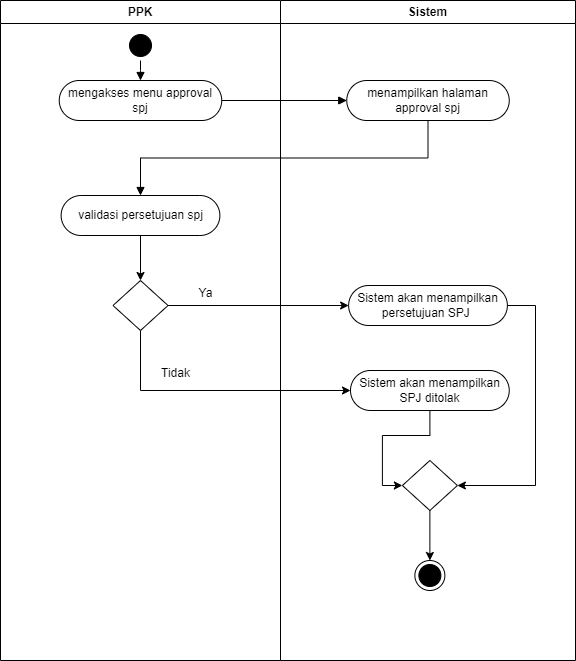 PPK
Sistem
mengakses menu approval
spj
menampilkan halaman
approval spj
validasi persetujuan spj
Ya
Sistem akan menampilkan
persetujuan SPJ
Tidak
Sistem akan menampilkan
SPJ ditolak